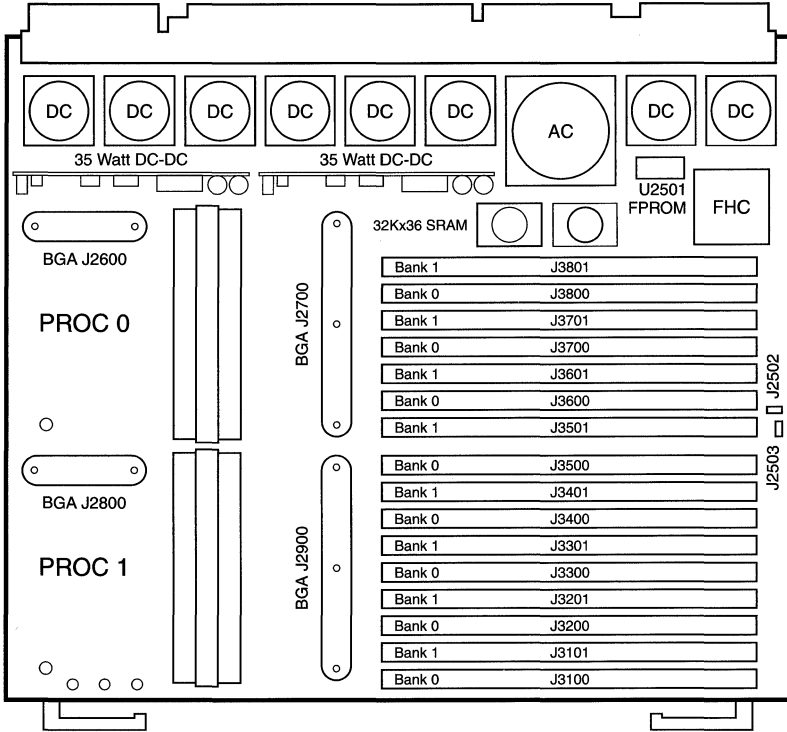 DC DC DC DC DC DC AC DC DC
35 Watt DC-DC 35 Watt DC-DC
U2501
FPROM
FHC
32Kx36 SRAM
BGA J2600
PROC 0
BGA J2700
Bank 1 J3801
Bank 0 J3800
Bank 1 J3701
Bank 0 J3700
Bank 1 J3601
Bank 0 J3600
Bank 1 J3501
J2502
J2503
BGA J2800
PROC 1
BGA J2900
Bank 0 J3500
Bank 1 J3401
Bank 0 J3400
Bank 1 J3301
Bank 0 J3300
Bank 1 J3201
Bank 0 J3200
Bank 1 J3101
Bank 0 J3100